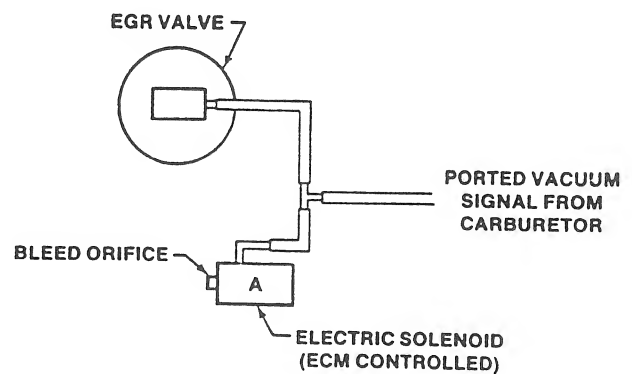 EGR VALVE
PORTED VACUUM
SIGNAL FROM
CARBURETOR
BLEED ORIFICE
A
ELECTRIC SOLENOID
(ECM CONTROLLED)